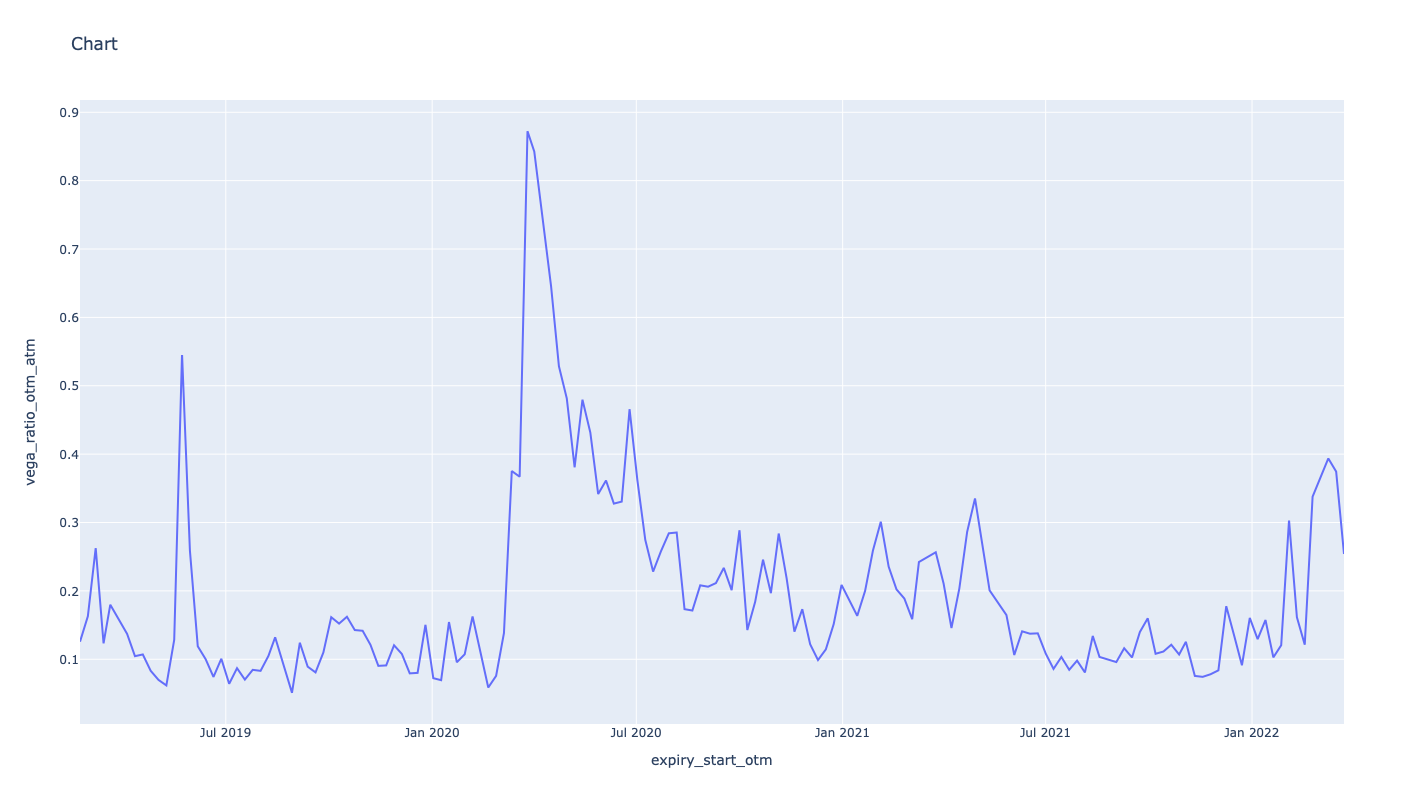 Chart
vega_ratio_otm_atm
0.9
0.8
0.7
0.6
0.5
0.4
0.3
0.2
0.1
Jul 2019
Jan 2020
Jul 2020
Jan 2021
Jul 2021
Jan 2022
expiry_start_otm